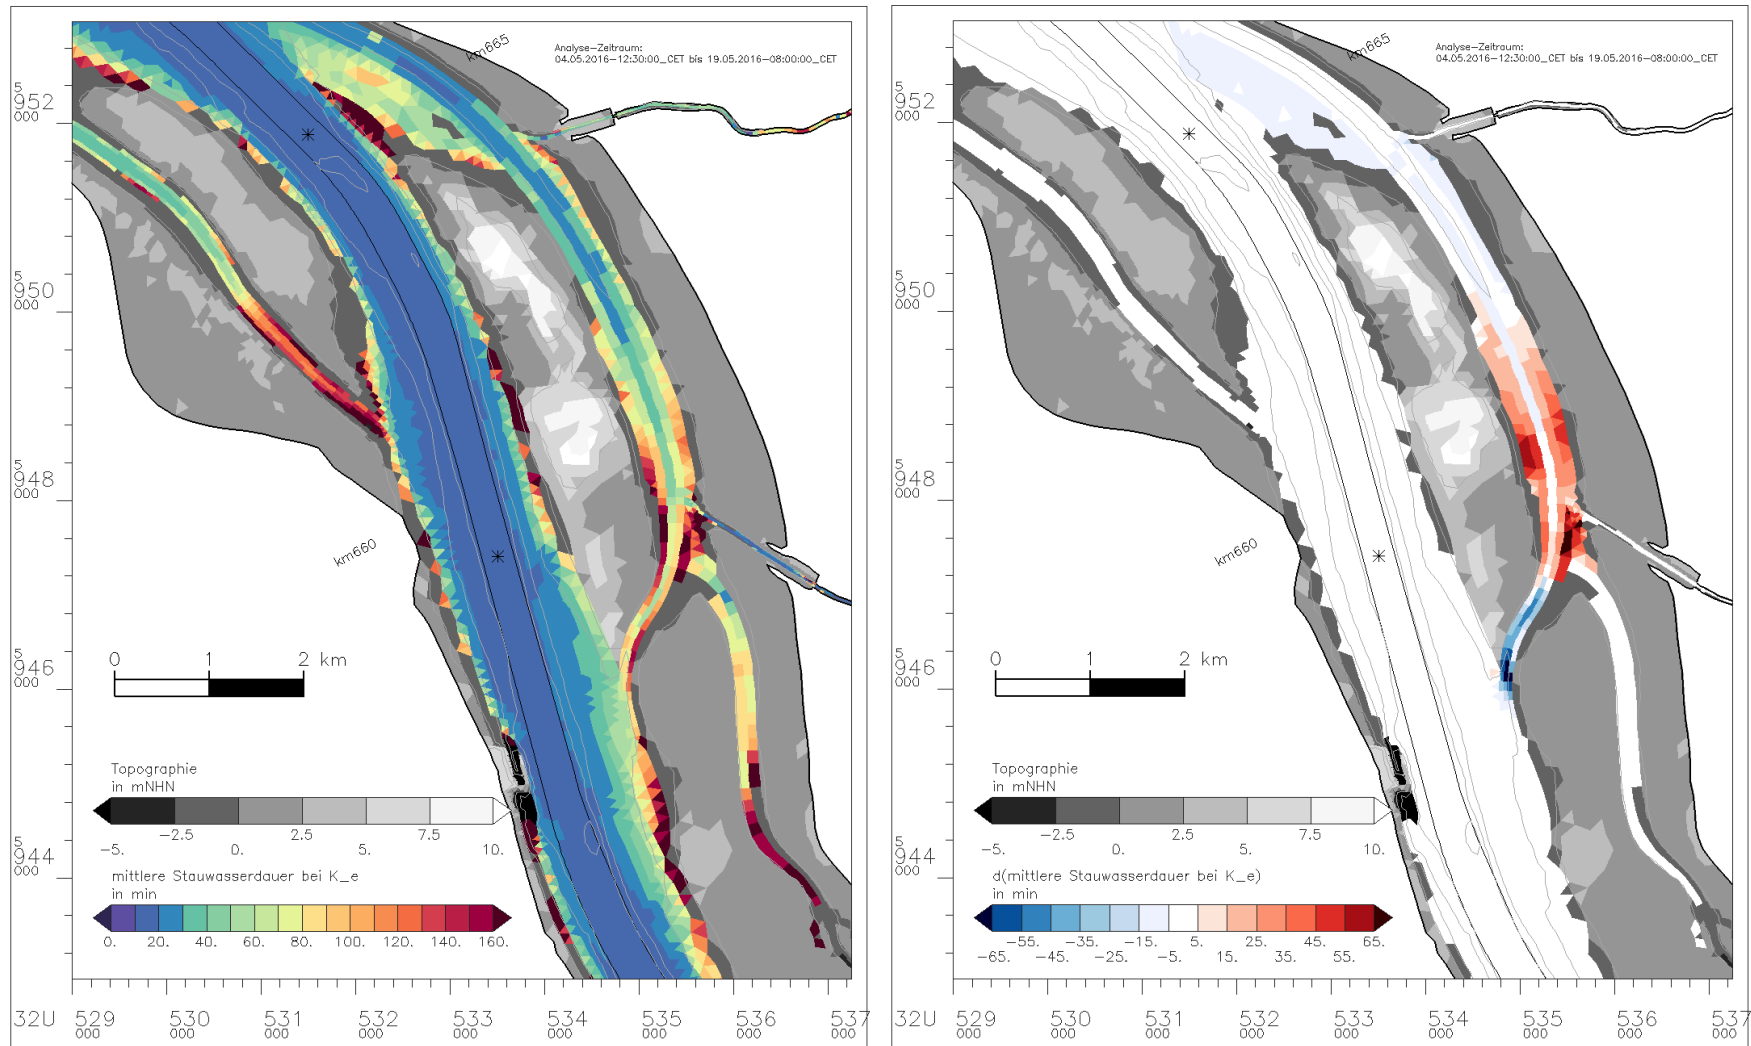 km665
Analyse-Zeitraum:
04.05.2016-12:30:00_CET bis 19.05.2016-08:00:00_CET
5
952
000
5
950
000
5
948
000
km660
0 1 2 km
5
946
000
Topographie
in mNHN
-2.5 2.5 7.5
-5. 0. 5. 10.
5
944
000
mittlere Stauwasserdauer bei K_e
in min
0. 20. 40. 60. 80. 100. 120. 140. 160.
32U 529 530 531 532 533 534 535 536 537
000 000 000 000 000 000 000 000 000
km665
Analyse-Zeitraum:
04.05.2016-12:30:00_CET bis 19.05.2016-08:00:00_CET
5
952
000
5
950
000
5
948
000
km660
0 1 2 km
5
946
000
Topographie
in mNHN
-2.5 2.5 7.5
-5. 0. 5. 10.
5
944
000
d(mittlere Stauwasserdauer bei K_e)
in min
-55. -35. -15. 5. 25. 45. 65.
-65. -45. -25. -5. 15. 35. 55.
32U 529 530 531 532 533 534 535 536 537
000 000 000 000 000 000 000 000 000